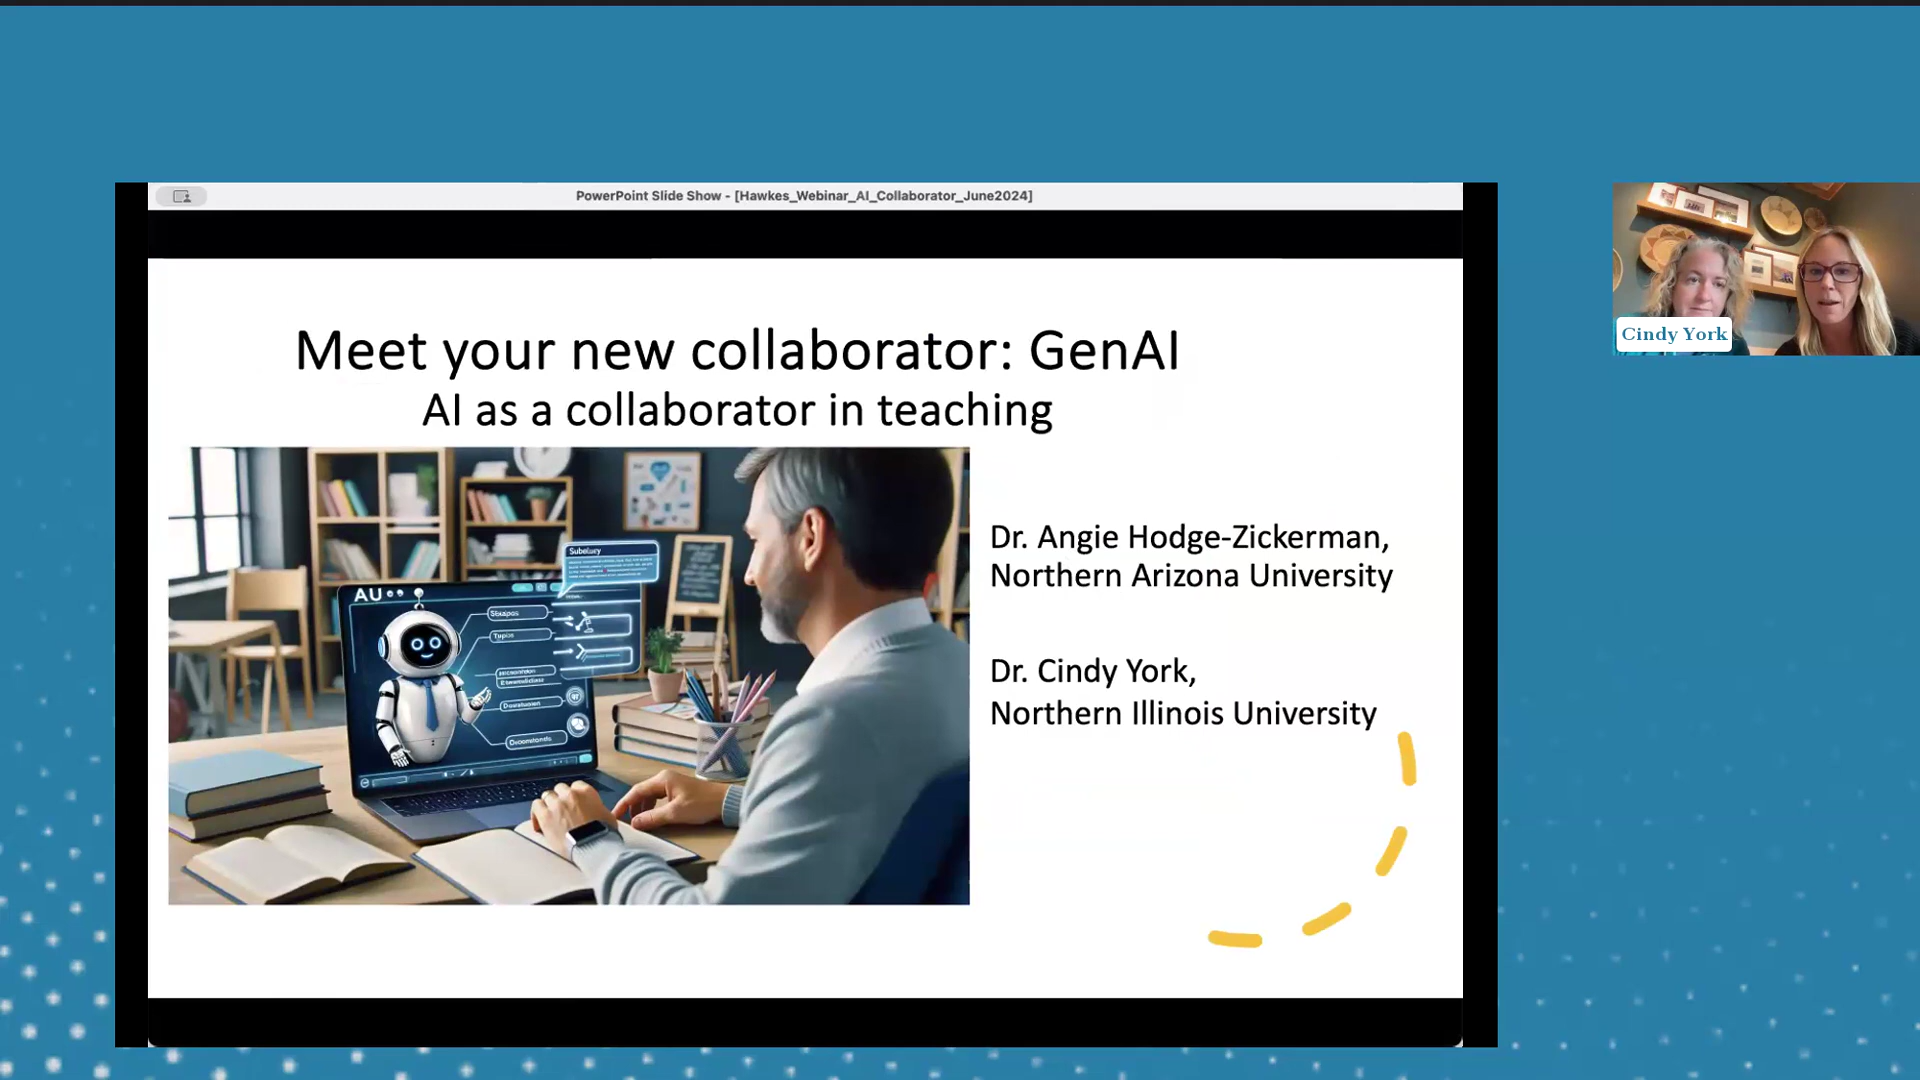 PowerPoint Slide Show - [Hawkes_Webinar_AI_Collaborator_June2024]
Meet your new collaborator: GenAI
AI as a collaborator in teaching
Dr. Angie Hodge-Zickerman,
Northern Arizona University
Dr. Cindy York,
Northern Illinois University
AU
Cindy York